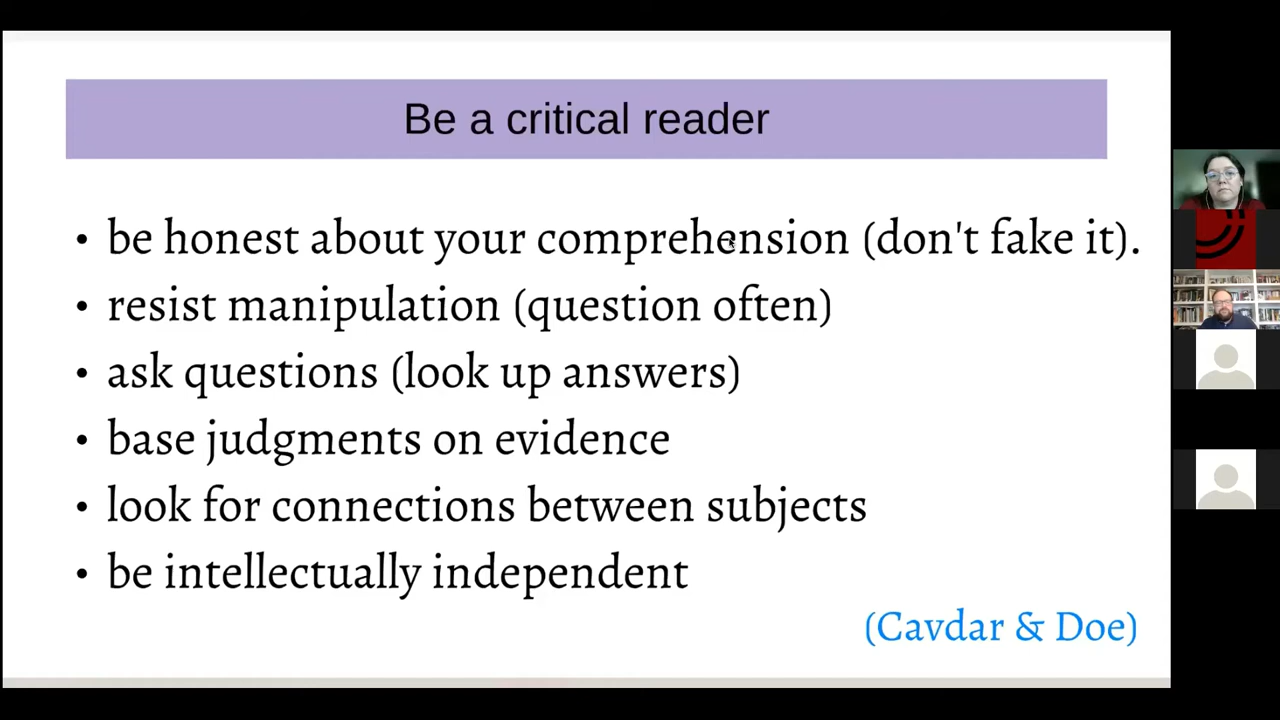 Be a critical reader
• be honest about your comprehension (don't fake it).
• resist manipulation (question often)
• ask questions (look up answers)
• base judgments on evidence
• look for connections between subjects
• be intellectually independent
(Cavdar & Doe)